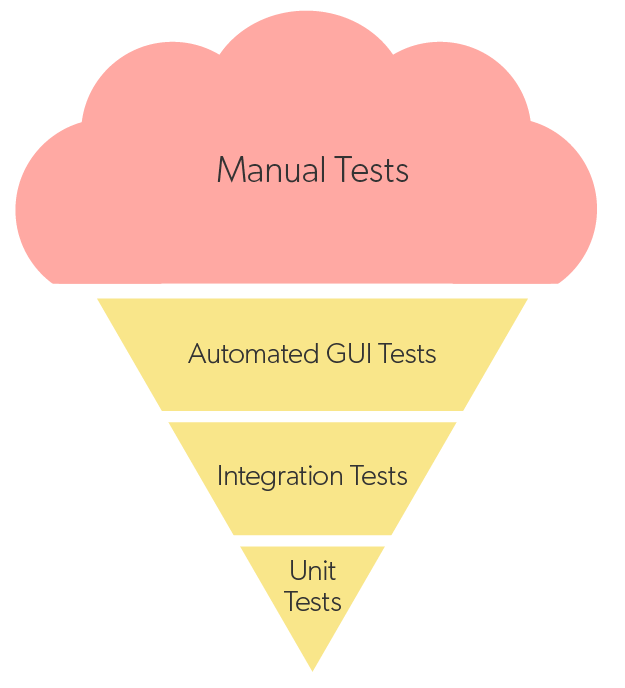 Manual Tests
Automated GUI Tests
Integration Tests
Unit
Tests